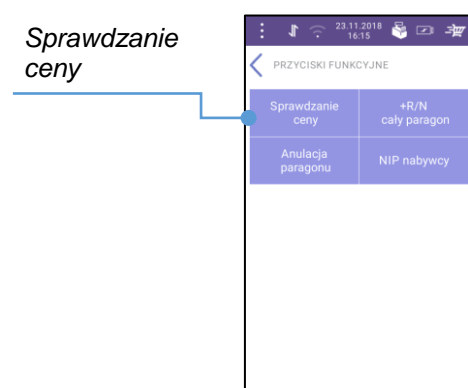 Sprawdzanie
ceny
23.11.2018
16:15
PRZYCISKI FUNKCYJNE
Sprawdzanie
ceny
+R/N
cały paragon
Anulacja
paragonu
NIP nabywcy